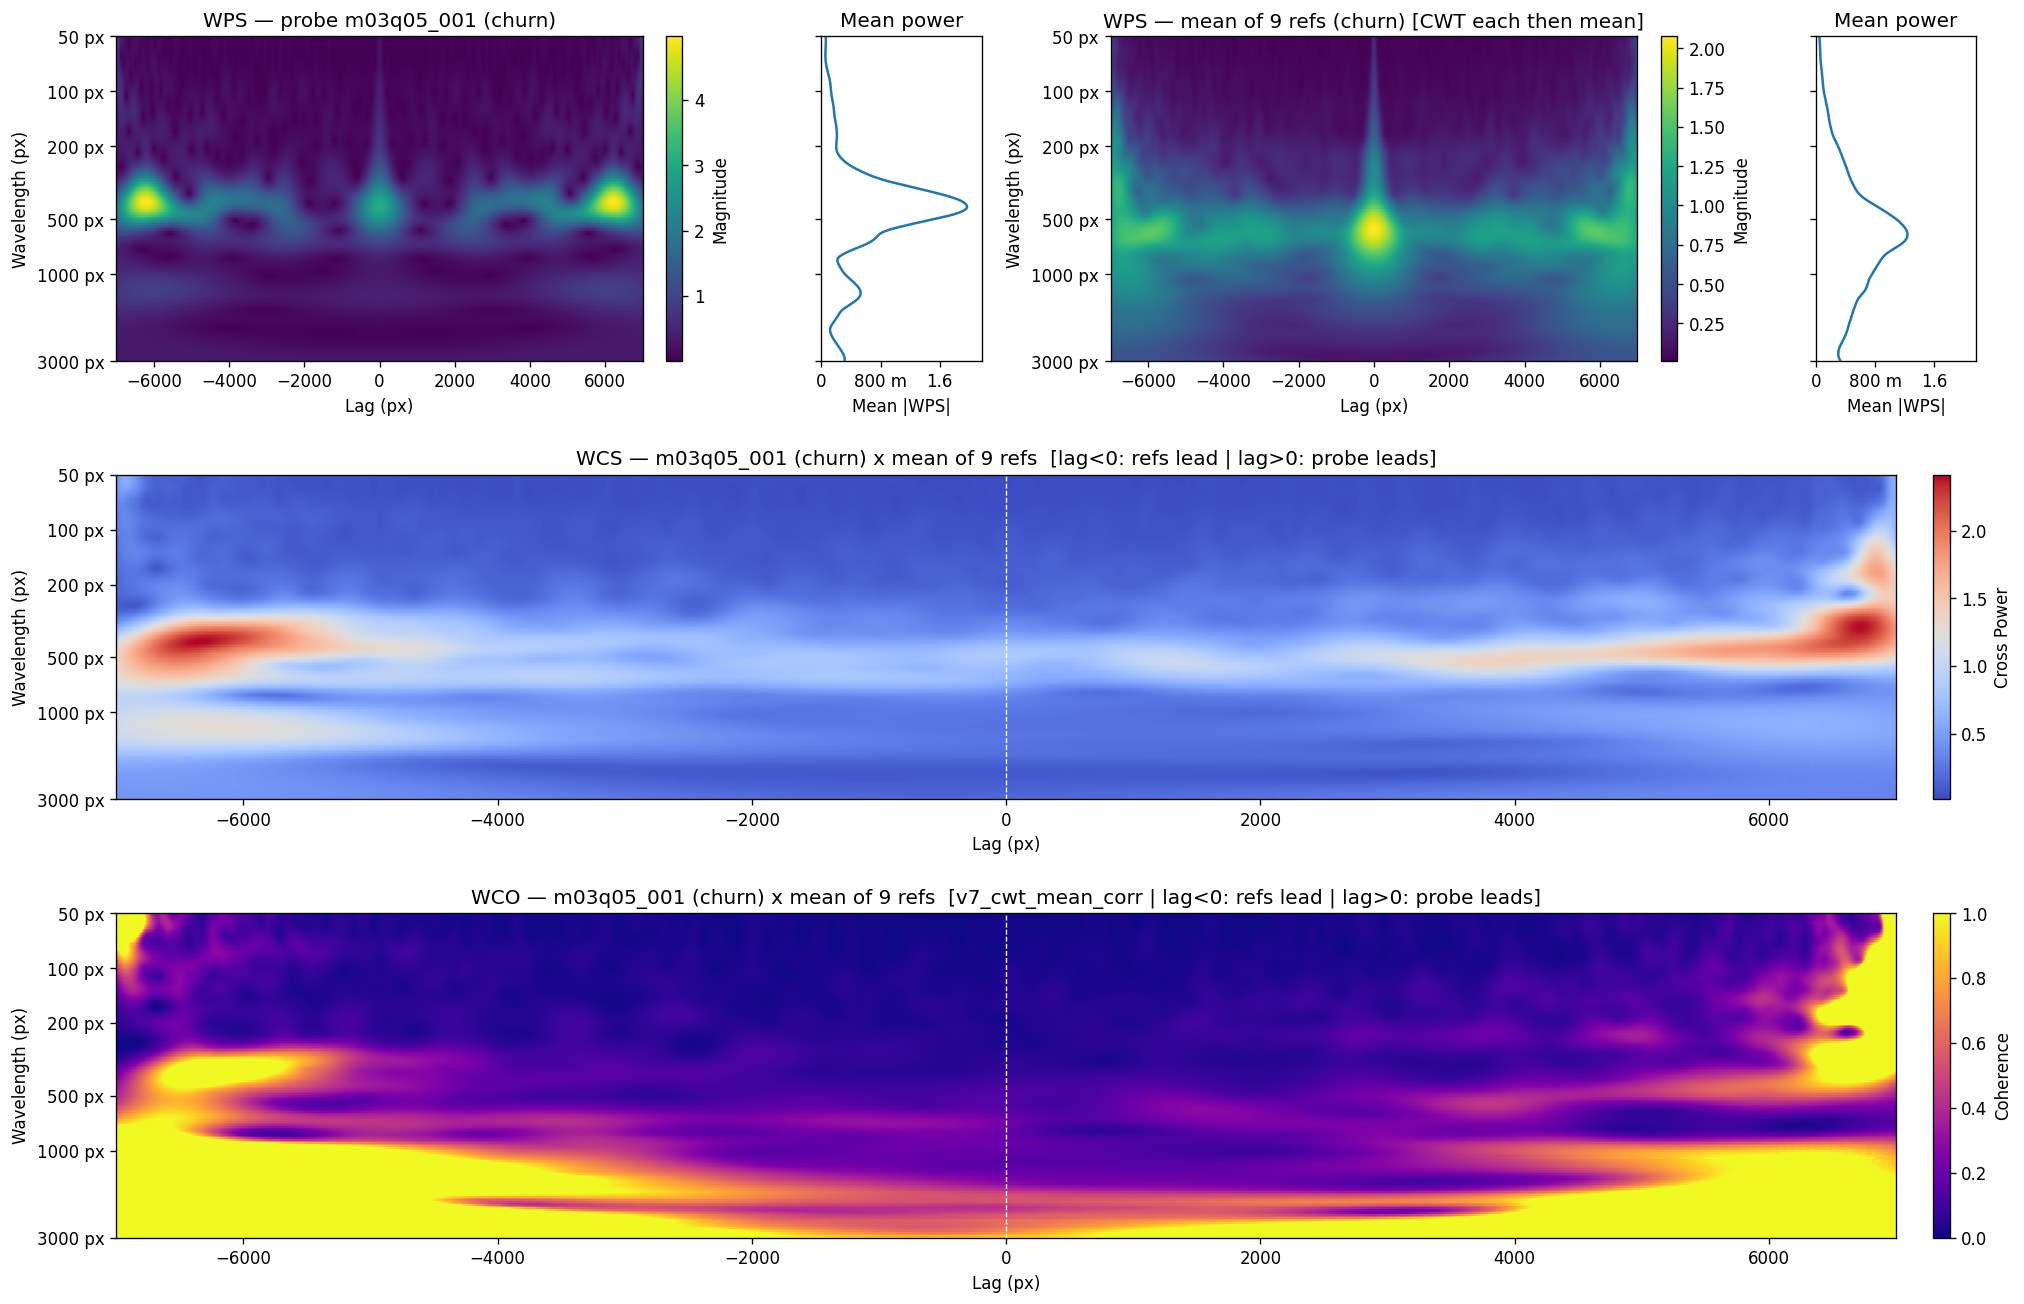 WPS — probe m03q05_001 (churn)
50 px
100 px
200 px
500 px
1000 px
3000 px
Wavelength (px)
−6000 −4000 −2000 0 2000 4000 6000
Lag (px)
4
3
2
1
Magnitude
Mean power
0 800 m 1.6
Mean |WPS|
WPS — mean of 9 refs (churn) [CWT each then mean]
50 px
100 px
200 px
500 px
1000 px
3000 px
Wavelength (px)
−6000 −4000 −2000 0 2000 4000 6000
Lag (px)
2.00
1.75
1.50
1.25
1.00
0.75
0.50
0.25
Magnitude
Mean power
0 800 m 1.6
Mean |WPS|
WCS — m03q05_001 (churn) x mean of 9 refs [lag<0: refs lead | lag>0: probe leads]
50 px
100 px
200 px
500 px
1000 px
3000 px
Wavelength (px)
−6000 −4000 −2000 0 2000 4000 6000
Lag (px)
2.0
1.5
1.0
0.5
Cross Power
WCO — m03q05_001 (churn) x mean of 9 refs [v7_cwt_mean_corr | lag<0: refs lead | lag>0: probe leads]
50 px
100 px
200 px
500 px
1000 px
3000 px
Wavelength (px)
−6000 −4000 −2000 0 2000 4000 6000
Lag (px)
1.0
0.8
0.6
0.4
0.2
0.0
Coherence